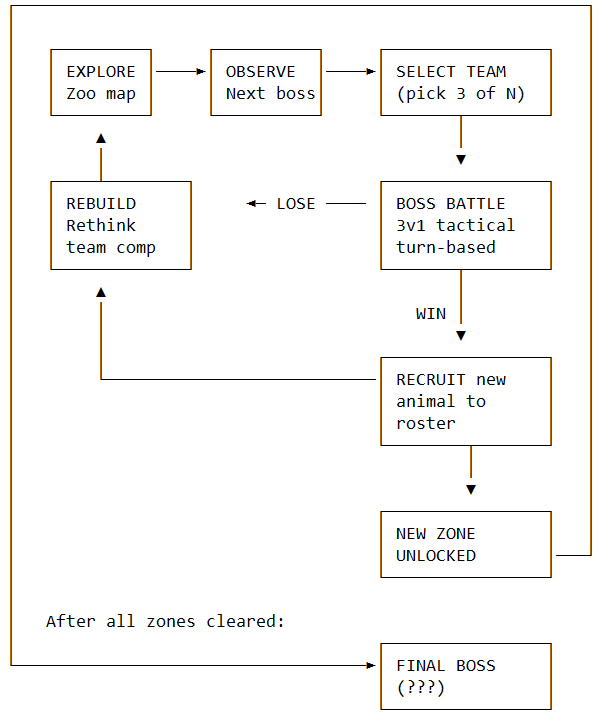 EXPLORE
Zoo map
OBSERVE
Next boss
SELECT TEAM
(pick 3 of N)
REBUILD
Rethink
team comp
LOSE
BOSS BATTLE
3v1 tactical
turn-based
WIN
RECRUIT new
animal to
roster
NEW ZONE
UNLOCKED
After all zones cleared:
FINAL BOSS
(???)